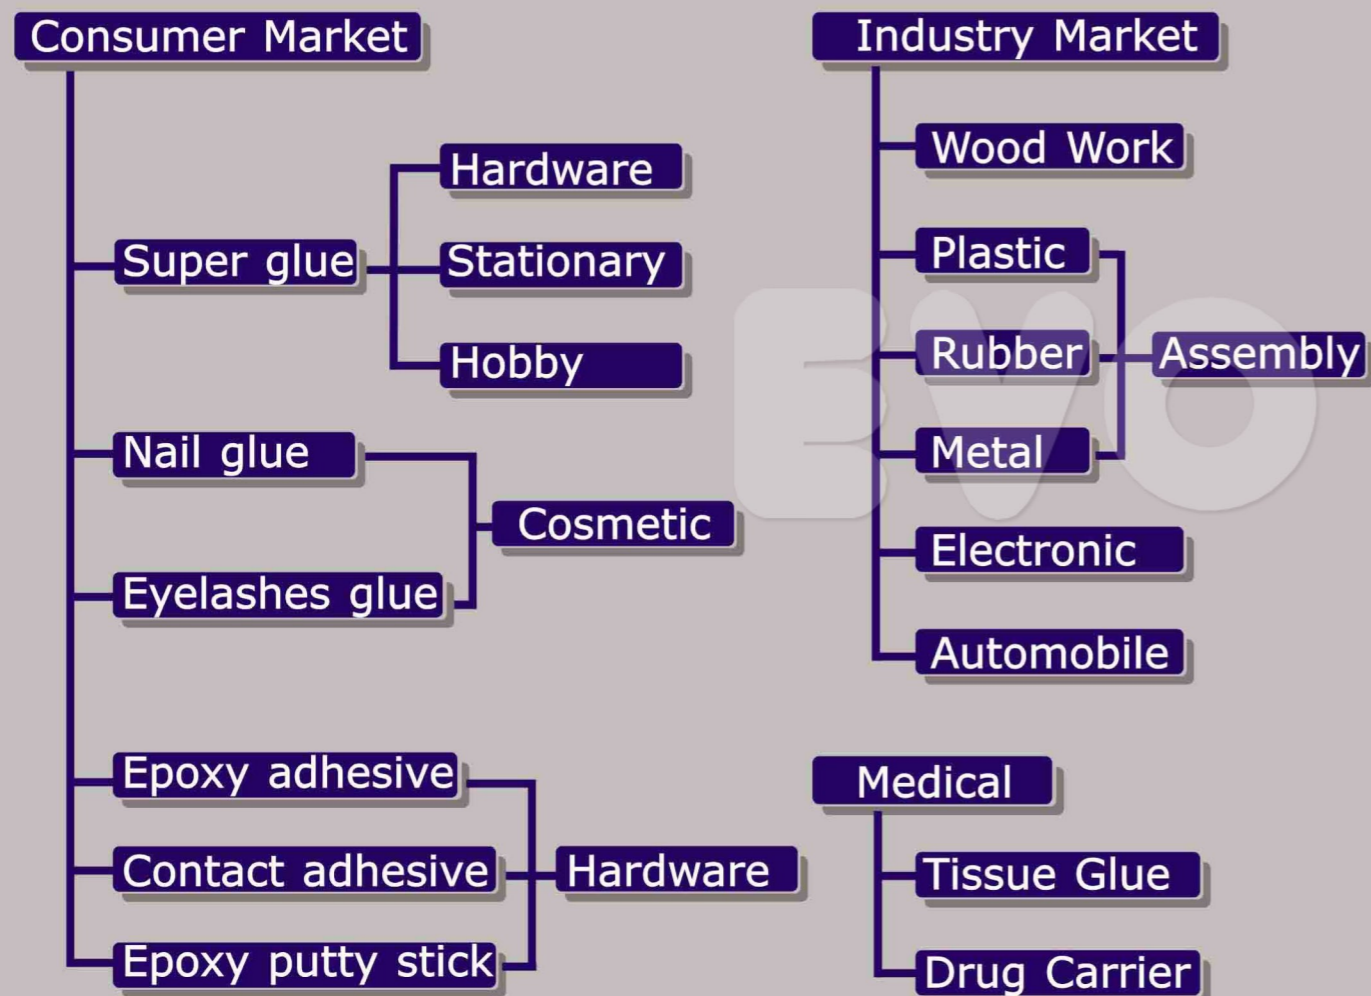 Consumer Market
Super glue
Hardware
Stationary
Hobby
Nail glue
Eyelashes glue
Cosmetic
Epoxy adhesive
Contact adhesive
Epoxy putty stick
Hardware
Industry Market
Wood Work
Plastic
Rubber
Metal
Assembly
Electronic
Automobile
Medical
Tissue Glue
Drug Carrier
EVO